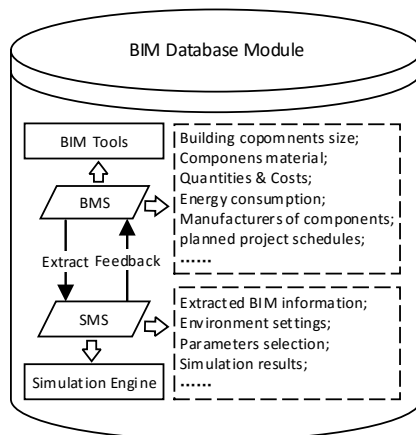 BIM Database Module
BIM Tools
BMS
Building copomnents size;
Componens material;
Quantities & Costs;
Energy consumption;
Manufacturers of components;
planned project schedules;
......
Extract Feedback
SMS
Simulation Engine
Extracted BIM information;
Environment settings;
Parameters selection;
Simulation results;
......